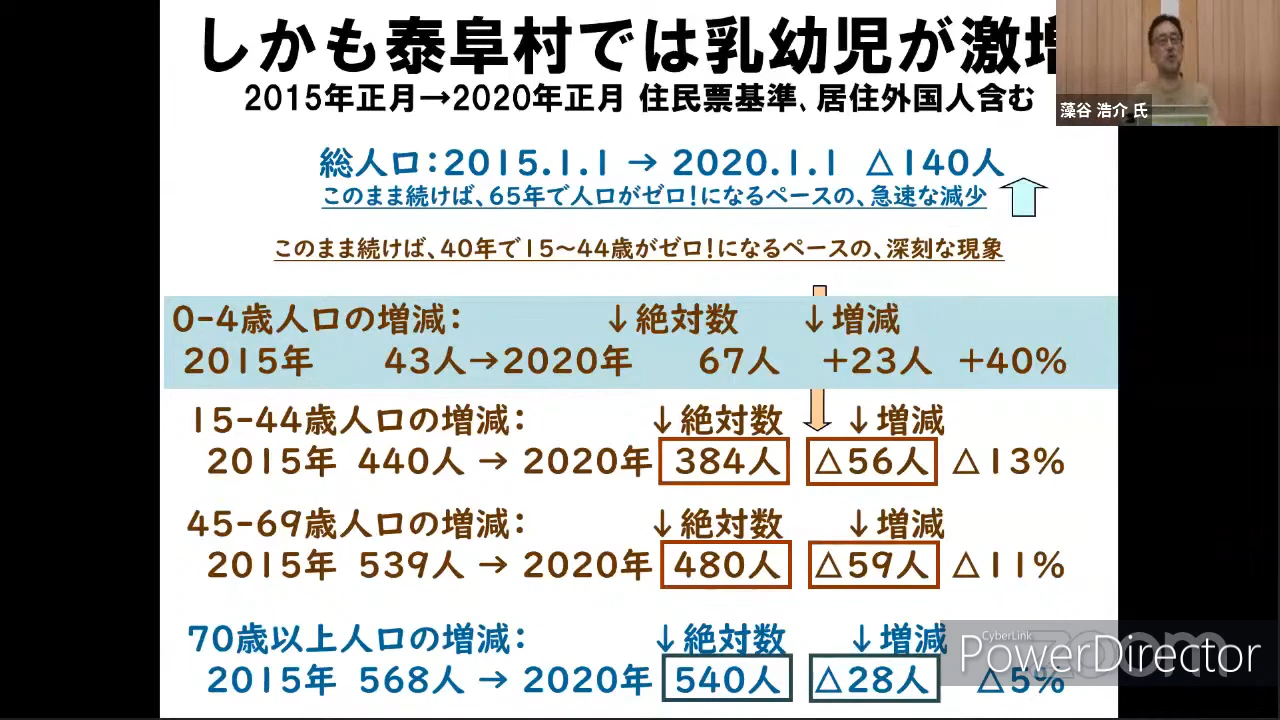 しかも泰阜村では乳幼児が激増
2015年正月→2020年正月 住民票基準、居住外国人含む
藻谷 浩介 氏
総人口：2015.1.1 → 2020.1.1 △140人
このまま続けば、65年で人口がゼロ！になるペースの、急速な減少
このまま続けば、40年で15～44歳がゼロ！になるペースの、深刻な現象
0-4歳人口の増減： ↓絶対数 ↓増減
2015年 43人→2020年 67人 +23人 +40%
15-44歳人口の増減： ↓絶対数 ↓増減
2015年 440人 → 2020年 384人 △56人 △13%
45-69歳人口の増減： ↓絶対数 ↓増減
2015年 539人 → 2020年 480人 △59人 △11%
70歳以上人口の増減： ↓絶対数 ↓増減
2015年 568人 → 2020年 540人 △28人 △5%
zoom
CyberLink
PowerDirector